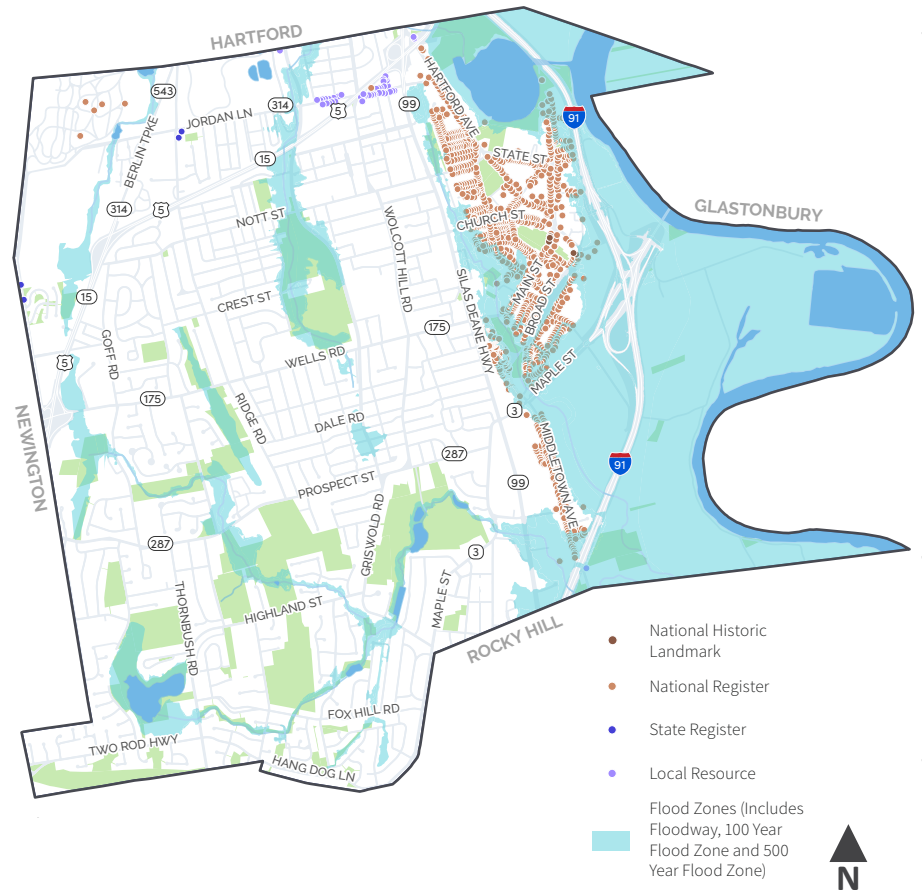 HARTFORD
543
314
JORDAN LN
5
99
HARTFORD AVE
91
BERLIN TPKE
15
STATE ST
314
5
NOTT ST
WOLCOTT HILL RD
CHURCH ST
GLASTONBURY
15
CREST ST
SILAS DEANE HWY
MAIN ST
BROAD ST
GOFF RD
175
5
WELLS RD
MAPLE ST
175
RIDGE RD
3
NEWINGTON
DALE RD
MIDDLETOWN AVE
287
91
PROSPECT ST
99
GRISWOLD RD
287
3
THORNBUSH RD
HIGHLAND ST
MAPLE ST
ROCKY HILL
FOX HILL RD
TWO ROD HWY
HANG DOG LN
National Historic
Landmark
National Register
State Register
Local Resource
Flood Zones (Includes
Floodway, 100 Year
Flood Zone and 500
Year Flood Zone)
N